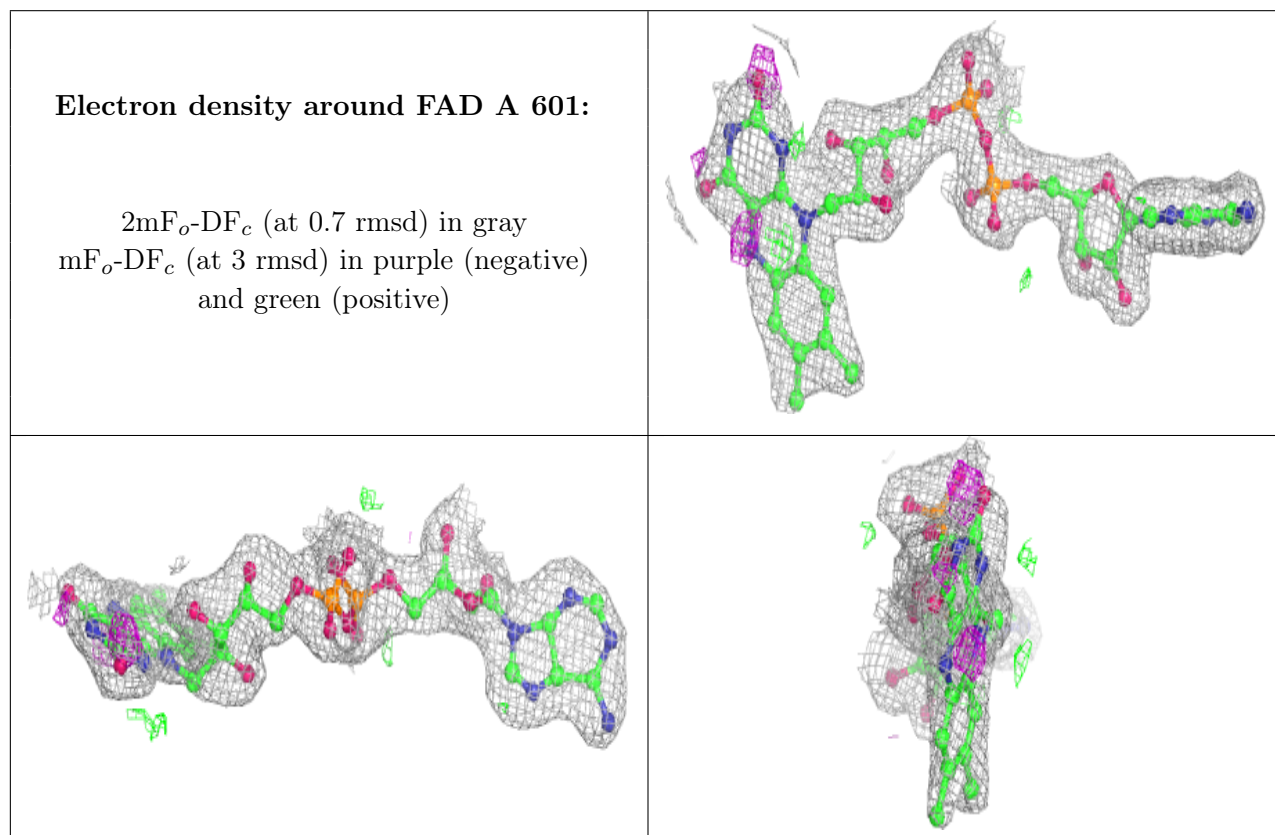 Electron density around FAD A 601:
2mFo-DFc (at 0.7 rmsd) in gray
mFo-DFc (at 3 rmsd) in purple (negative)
and green (positive)